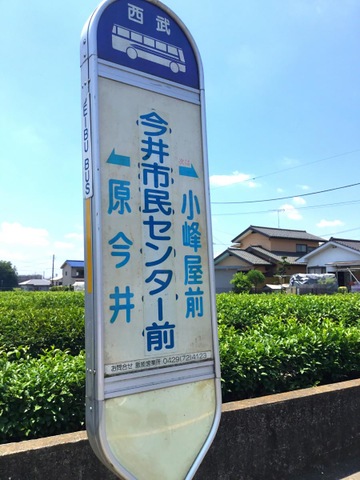 西武
SEIBU BUS
小峰屋前
今井市民センター前
原今井
お問合せ 飯能営業所 0429(72)4123